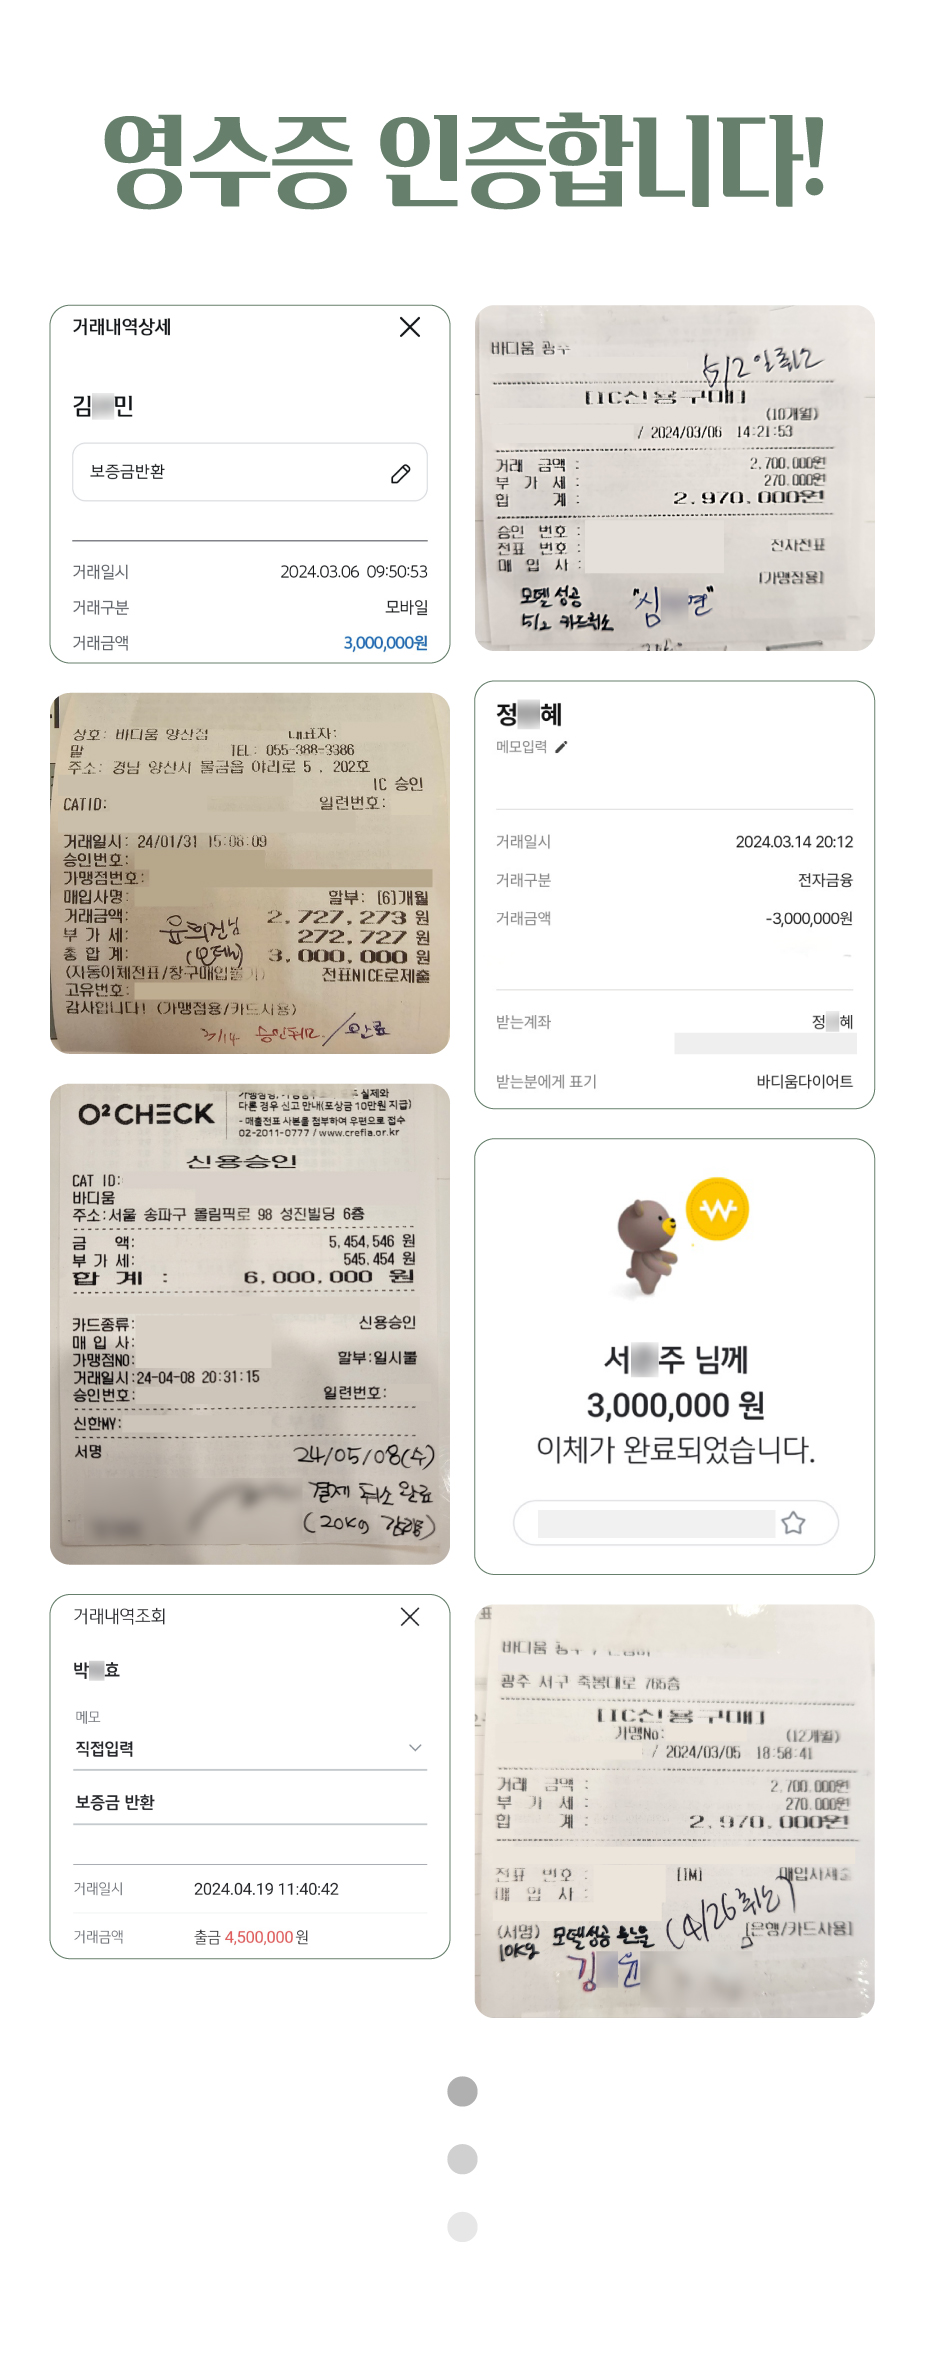 영수증 인증합니다!
거래내역상세
김 민
보증금반환
거래일시 2024.03.06 09:50:53
거래구분 모바일
거래금액 3,000,000원
바디움 광주
5/2일 취소
[IC신용구매]
(10개월)
/ 2024/03/06 14:21:53
거래 금액 : 2,700,000원
부 가 세 : 270,000원
합 계 : 2,970,000원
승인 번호 :
전표 번호 : 전자전표
매 입 사 :
[가맹점용]
모델 성공 "심 연"
5/2 카드취소
상호: 바디움 양산점 대표자:
말 TEL: 055-388-3386
주소: 경남 양산시 물금읍 야리로 5 . 202호
IC 승인
CATID: 일련번호:
거래일시: 24/01/31 15:08:09
승인번호:
가맹점번호:
매입사명: 할부: [6]개월
거래금액: 2,727,273 원
부 가 세: 272,727 원
총 합 계: 3,000,000 원
윤희진님
(모델)
(자동이체전표/창구매입불가) 전표NICE로제출
고유번호:
감사합니다! (가맹점용/카드사용)
3/14 승인취소/완료
정 혜
메모입력
거래일시 2024.03.14 20:12
거래구분 전자금융
거래금액 -3,000,000원
받는계좌 정 혜
받는분에게 표기 바디움다이어트
O²CHECK
다른 경우 신고 안내(포상금 10만원 지급)
- 매출전표 사본을 첨부하여 우편으로 접수
02-2011-0777 / www.crefia.or.kr
신용승인
CAT ID:
바디움
주소:서울 송파구 올림픽로 98 성진빌딩 6층
금 액: 5,454,546 원
부 가 세: 545,454 원
합 계 : 6,000,000 원
카드종류: 신용승인
매 입 사:
가맹점NO: 할부:일시불
거래일시:24-04-08 20:31:15
승인번호: 일련번호:
신한MY:
서명 24/05/08(수)
결제 취소 완료
(20kg 감량)
서 주 님께
3,000,000 원
이체가 완료되었습니다.
거래내역조회
박 효
메모
직접입력
보증금 반환
거래일시 2024.04.19 11:40:42
거래금액 출금 4,500,000 원
바디움 광주
광주 서구 죽봉대로 76 5층
[IC신용구매]
가맹No: (12개월)
/ 2024/03/05 18:58:41
거래 금액 : 2,700,000원
부 가 세 : 270,000원
합 계 : 2,970,000원
전표 번호 : [IM] 매입사제출
매 입 사 :
(4/26 취소)
(서명) 모델성공 [은행/카드사용]
10kg
김 윤